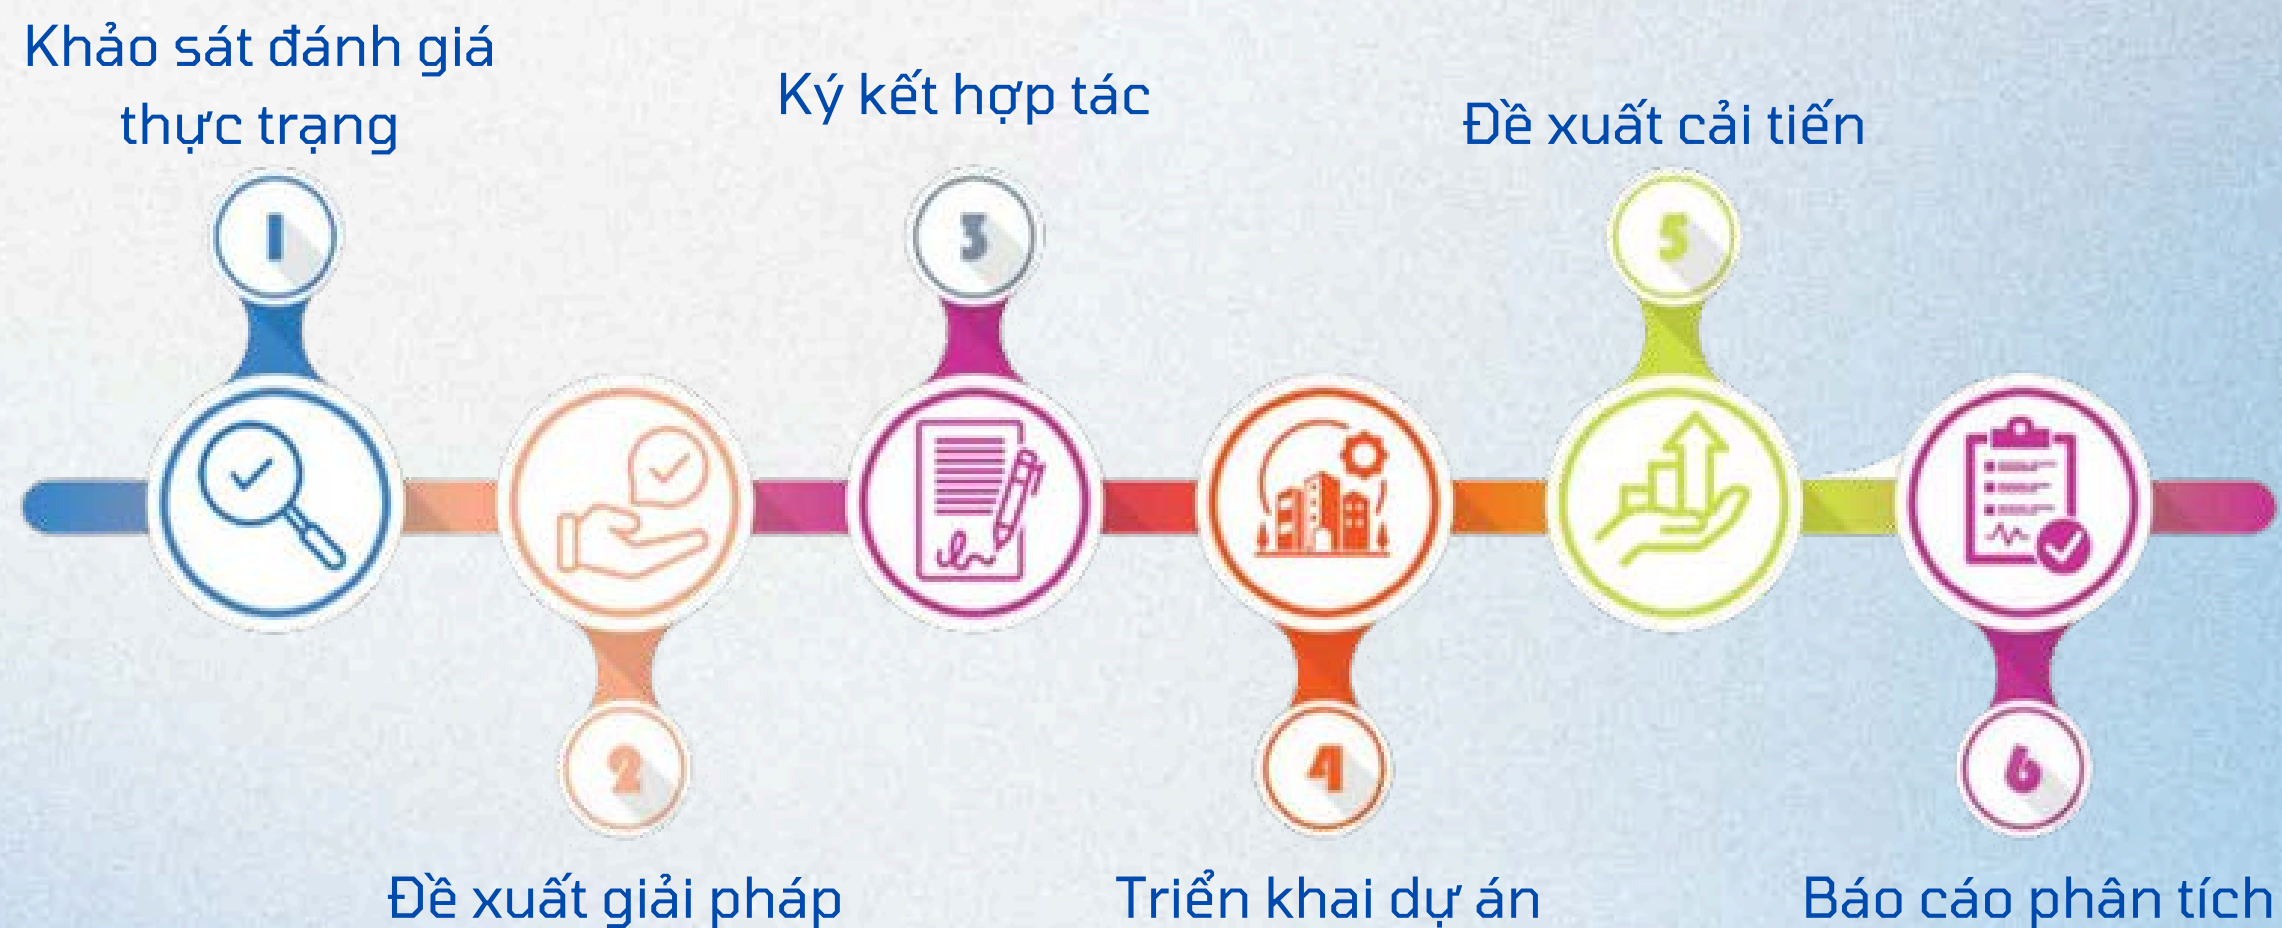 Khảo sát đánh giá
thực trạng
1
Đề xuất giải pháp
2
Ký kết hợp tác
3
Triển khai dự án
4
Đề xuất cải tiến
5
Báo cáo phân tích
6